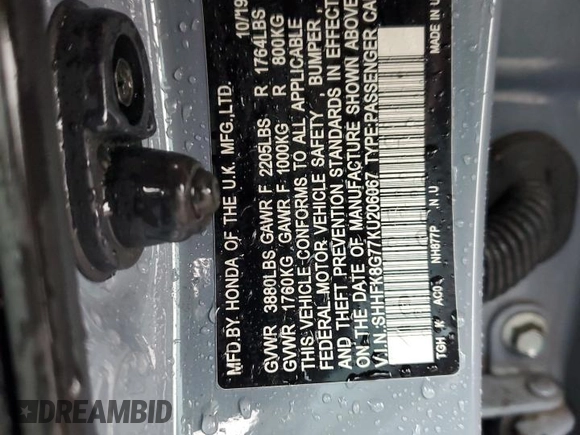 MFD.BY HONDA OF THE U.K. MFG.,LTD. 10/19
GVWR 3880LBS GAWR F 2205LBS R 1764LBS
GVWR 1760KG GAWR F 1000KG R 800KG
THIS VEHICLE CONFORMS TO ALL APPLICABLE
FEDERAL MOTOR VEHICLE SAFETY, BUMPER,
AND THEFT PREVENTION STANDARDS IN EFFECT
ON THE DATE OF MANUFACTURE SHOWN ABOVE
V.I.N.:SHHFK8G77KU206667 TYPE:PASSENGER CA
TGH K AC6 NH877P N U MADE IN U
DREAMBID